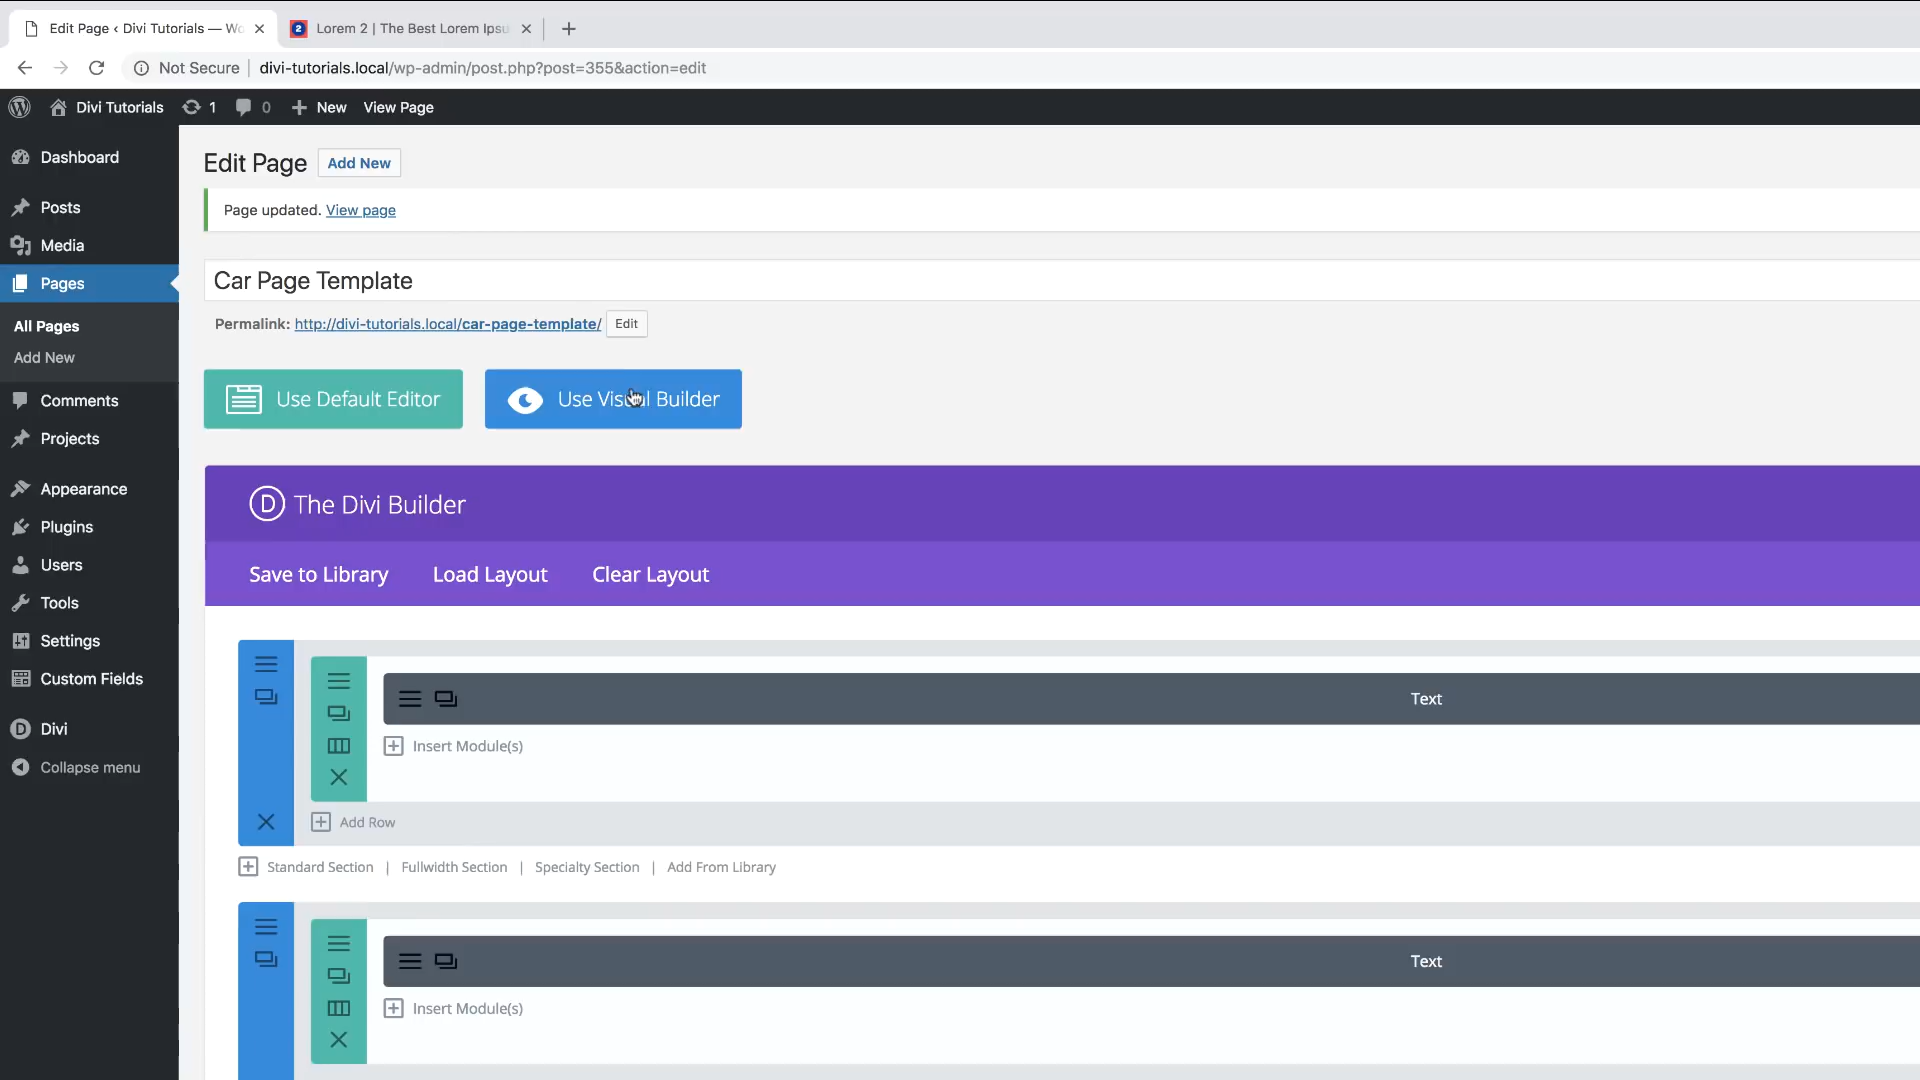 Edit Page ‹ Divi Tutorials — Wo
Lorem 2 | The Best Lorem Ipsu
Not Secure
divi-tutorials.local/wp-admin/post.php?post=355&action=edit
Divi Tutorials
1
0
New
View Page
Dashboard
Posts
Media
Pages
All Pages
Add New
Comments
Projects
Appearance
Plugins
Users
Tools
Settings
Custom Fields
Divi
Collapse menu
Edit Page
Add New
Page updated. View page
Car Page Template
Permalink: http://divi-tutorials.local/car-page-template/
Edit
Use Default Editor
Use Visual Builder
D The Divi Builder
Save to Library
Load Layout
Clear Layout
Text
Insert Module(s)
Add Row
Standard Section | Fullwidth Section | Specialty Section | Add From Library
Text
Insert Module(s)